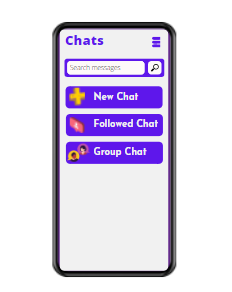 Chats
Search messages
New Chat
Followed Chat
Group Chat